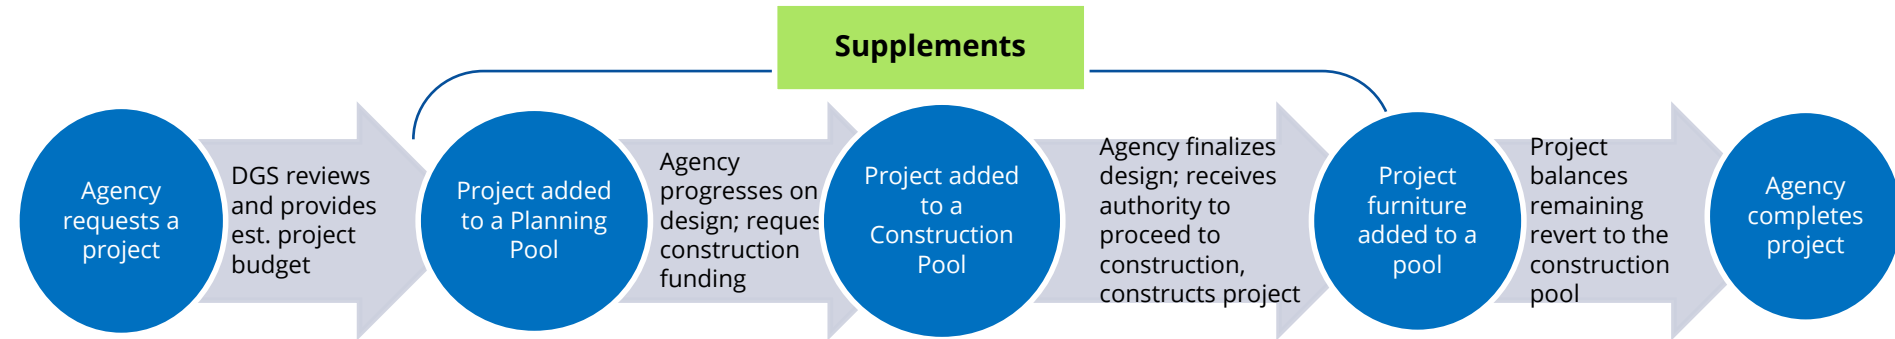 Supplements
Agency
requests a
project
DGS reviews
and provides
est. project
budget
Project added
to a Planning
Pool
Agency
progresses on
design; reques
construction
funding
Project added
to a
Construction
Pool
Agency finalizes
design; receives
authority to
proceed to
construction,
constructs project
Project
furniture
added to a
pool
Project
balances
remaining
revert to the
construction
pool
Agency
completes
project